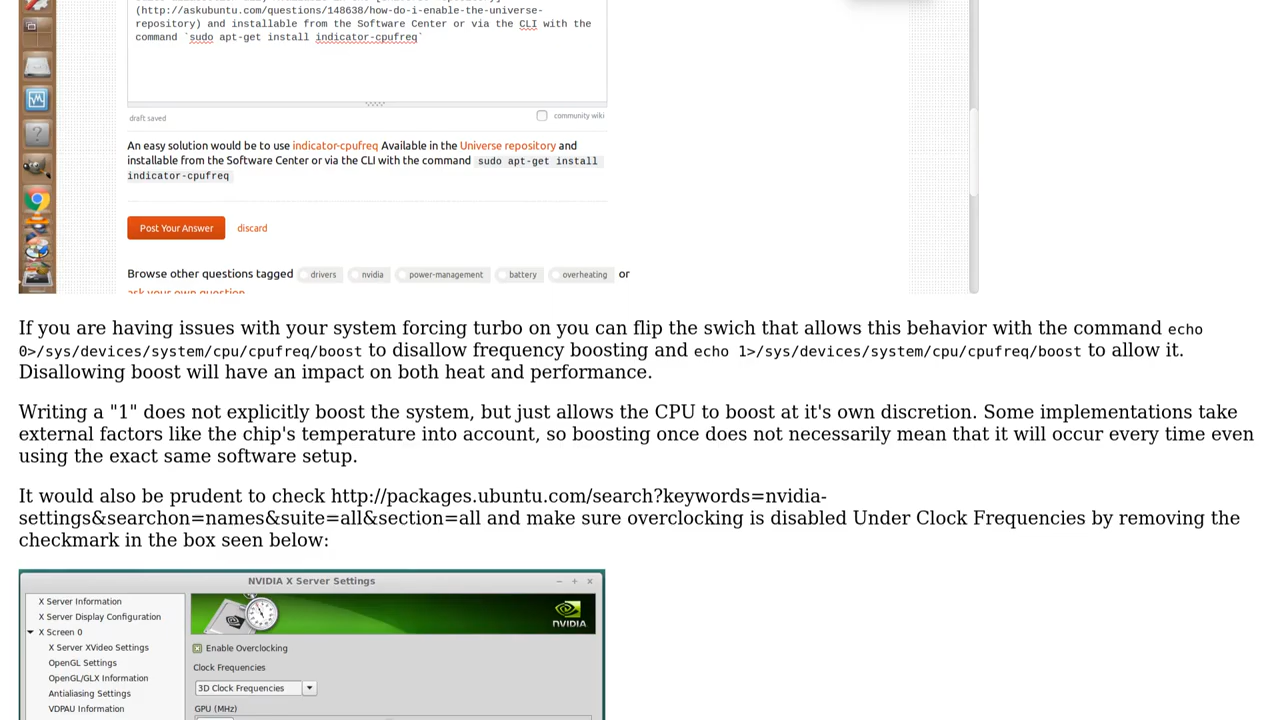 (http://askubuntu.com/questions/148638/how-do-i-enable-the-universe-
repository) and installable from the Software Center or via the CLI with the
command `sudo apt-get install indicator-cpufreq`
draft saved
community wiki
An easy solution would be to use indicator-cpufreq Available in the Universe repository and
installable from the Software Center or via the CLI with the command sudo apt-get install
indicator-cpufreq
Post Your Answer discard
Browse other questions tagged drivers nvidia power-management battery overheating or
ask your own question
If you are having issues with your system forcing turbo on you can flip the swich that allows this behavior with the command echo
0>/sys/devices/system/cpu/cpufreq/boost to disallow frequency boosting and echo 1>/sys/devices/system/cpu/cpufreq/boost to allow it.
Disallowing boost will have an impact on both heat and performance.
Writing a "1" does not explicitly boost the system, but just allows the CPU to boost at it's own discretion. Some implementations take
external factors like the chip's temperature into account, so boosting once does not necessarily mean that it will occur every time even
using the exact same software setup.
It would also be prudent to check http://packages.ubuntu.com/search?keywords=nvidia-
settings&searchon=names&suite=all&section=all and make sure overclocking is disabled Under Clock Frequencies by removing the
checkmark in the box seen below:
NVIDIA X Server Settings
X Server Information
X Server Display Configuration
X Screen 0
X Server XVideo Settings
OpenGL Settings
OpenGL/GLX Information
Antialiasing Settings
VDPAU Information
NVIDIA
Enable Overclocking
Clock Frequencies
3D Clock Frequencies
GPU (MHz)